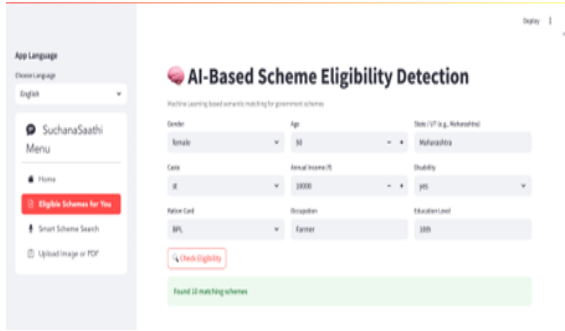 Deploy
App Language
Choose Language
English
SuchanaSaathi
Menu
Home
Eligible Schemes for You
Smart Scheme Search
Upload Image or PDF
AI-Based Scheme Eligibility Detection
Machine Learning based semantic matching for government schemes
Gender Age State / UT (e.g., Maharashtra)
female 50 - + Maharashtra
Caste Annual Income (₹) Disability
st 10000 - + yes
Ration Card Occupation Education Level
BPL Farmer 10th
Check Eligibility
Found 10 matching schemes